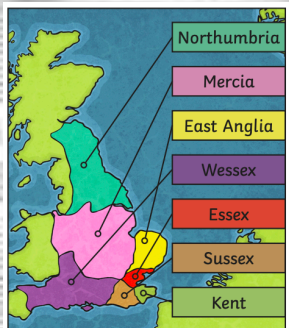 Northumbria
Mercia
East Anglia
Wessex
Essex
Sussex
Kent